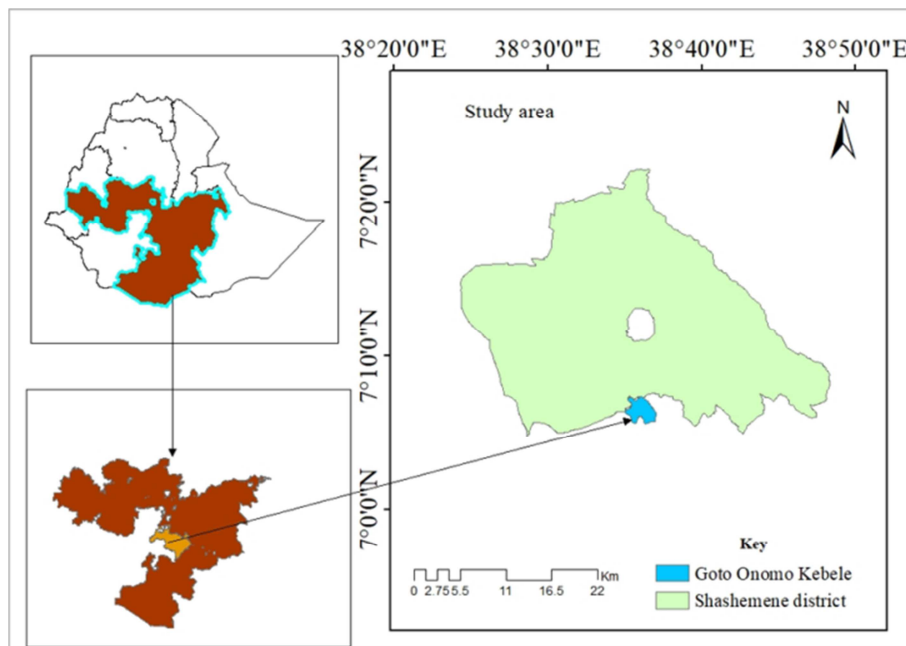 38°20'0"E 38°30'0"E 38°40'0"E 38°50'0"E
Study area
N
7°20'0"N
7°10'0"N
7°0'0"N
Key
Goto Onomo Kebele
Shashemene district
Km
0 2.75 5.5 11 16.5 22